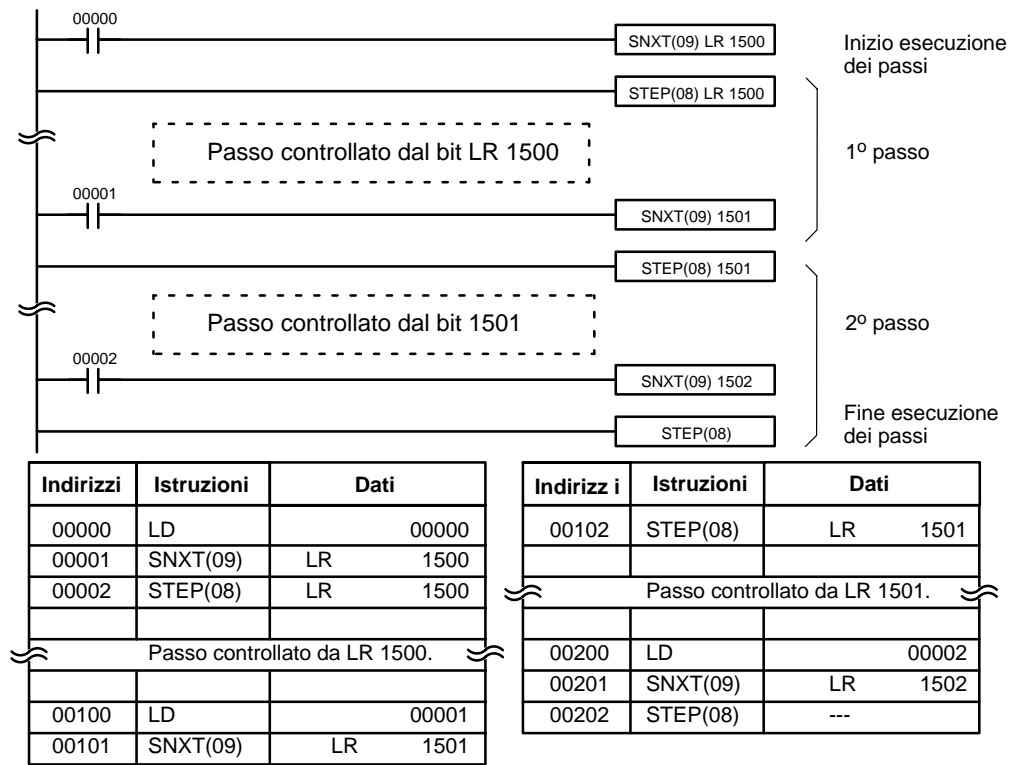 00000
SNXT(09) LR 1500
Inizio esecuzione
dei passi
STEP(08) LR 1500
Passo controllato dal bit LR 1500
1º passo
00001
SNXT(09) 1501
STEP(08) 1501
Passo controllato dal bit 1501
2º passo
00002
SNXT(09) 1502
Fine esecuzione
dei passi
STEP(08)
Indirizzi Istruzioni Dati
00000 LD 00000
00001 SNXT(09) LR 1500
00002 STEP(08) LR 1500
Passo controllato da LR 1500.
00100 LD 00001
00101 SNXT(09) LR 1501
Indirizz i Istruzioni Dati
00102 STEP(08) LR 1501
Passo controllato da LR 1501.
00200 LD 00002
00201 SNXT(09) LR 1502
00202 STEP(08) ---